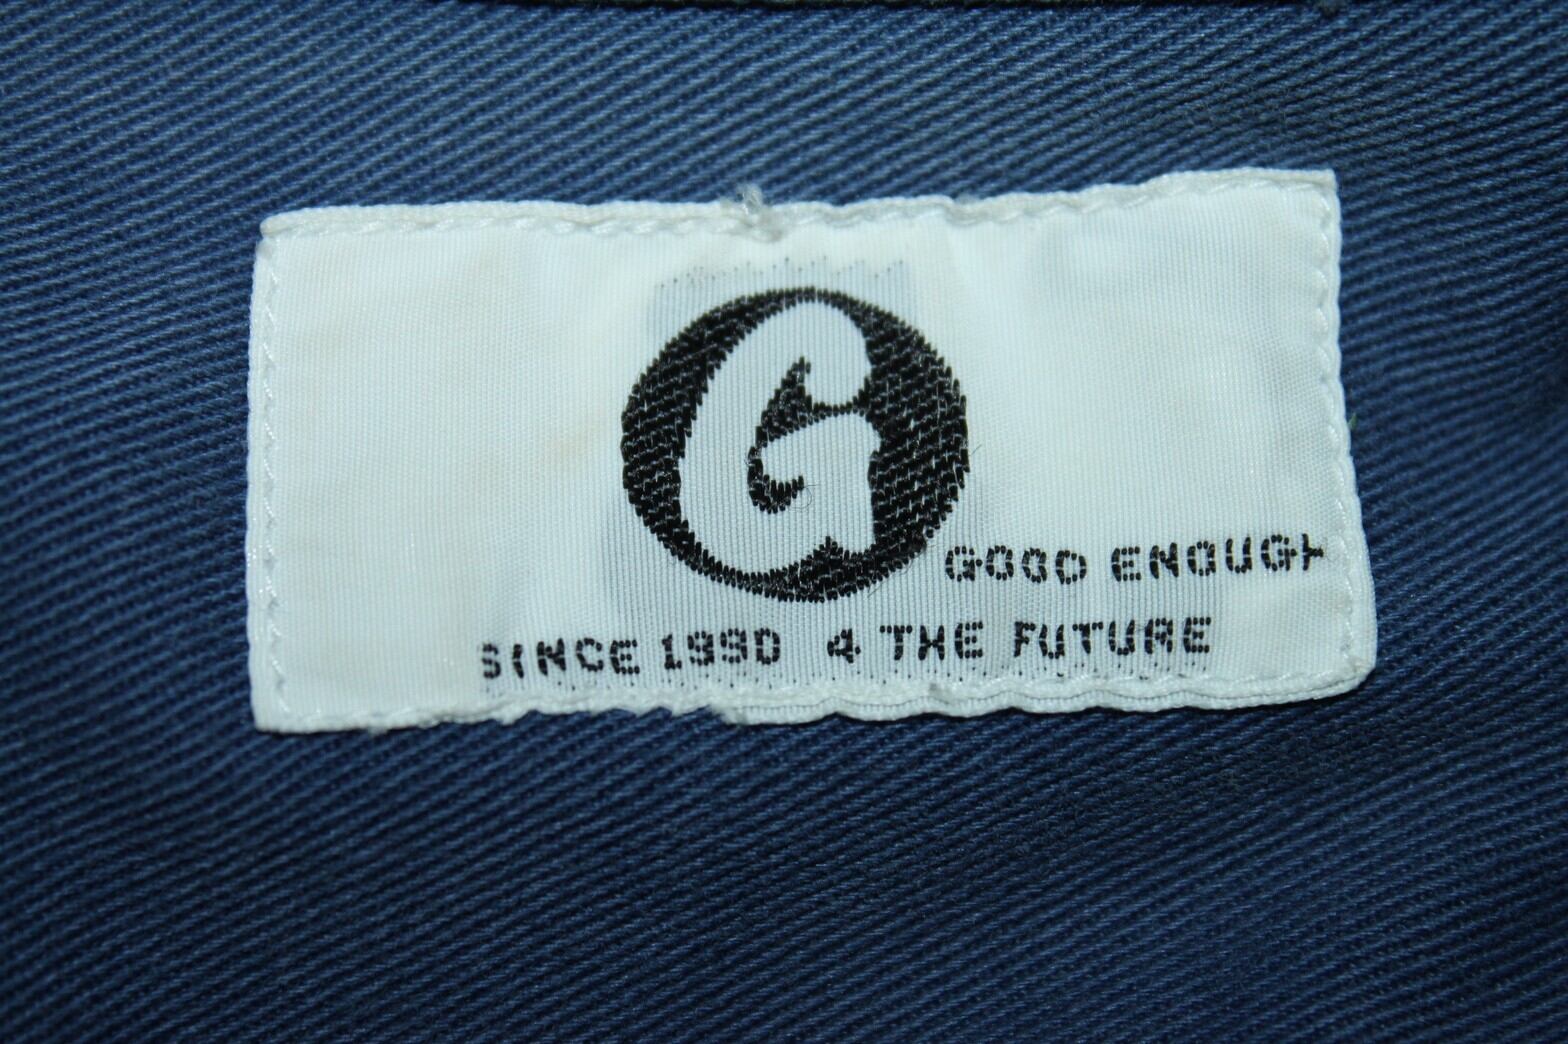 G
GOOD ENOUGH
SINCE 1990 4 THE FUTURE